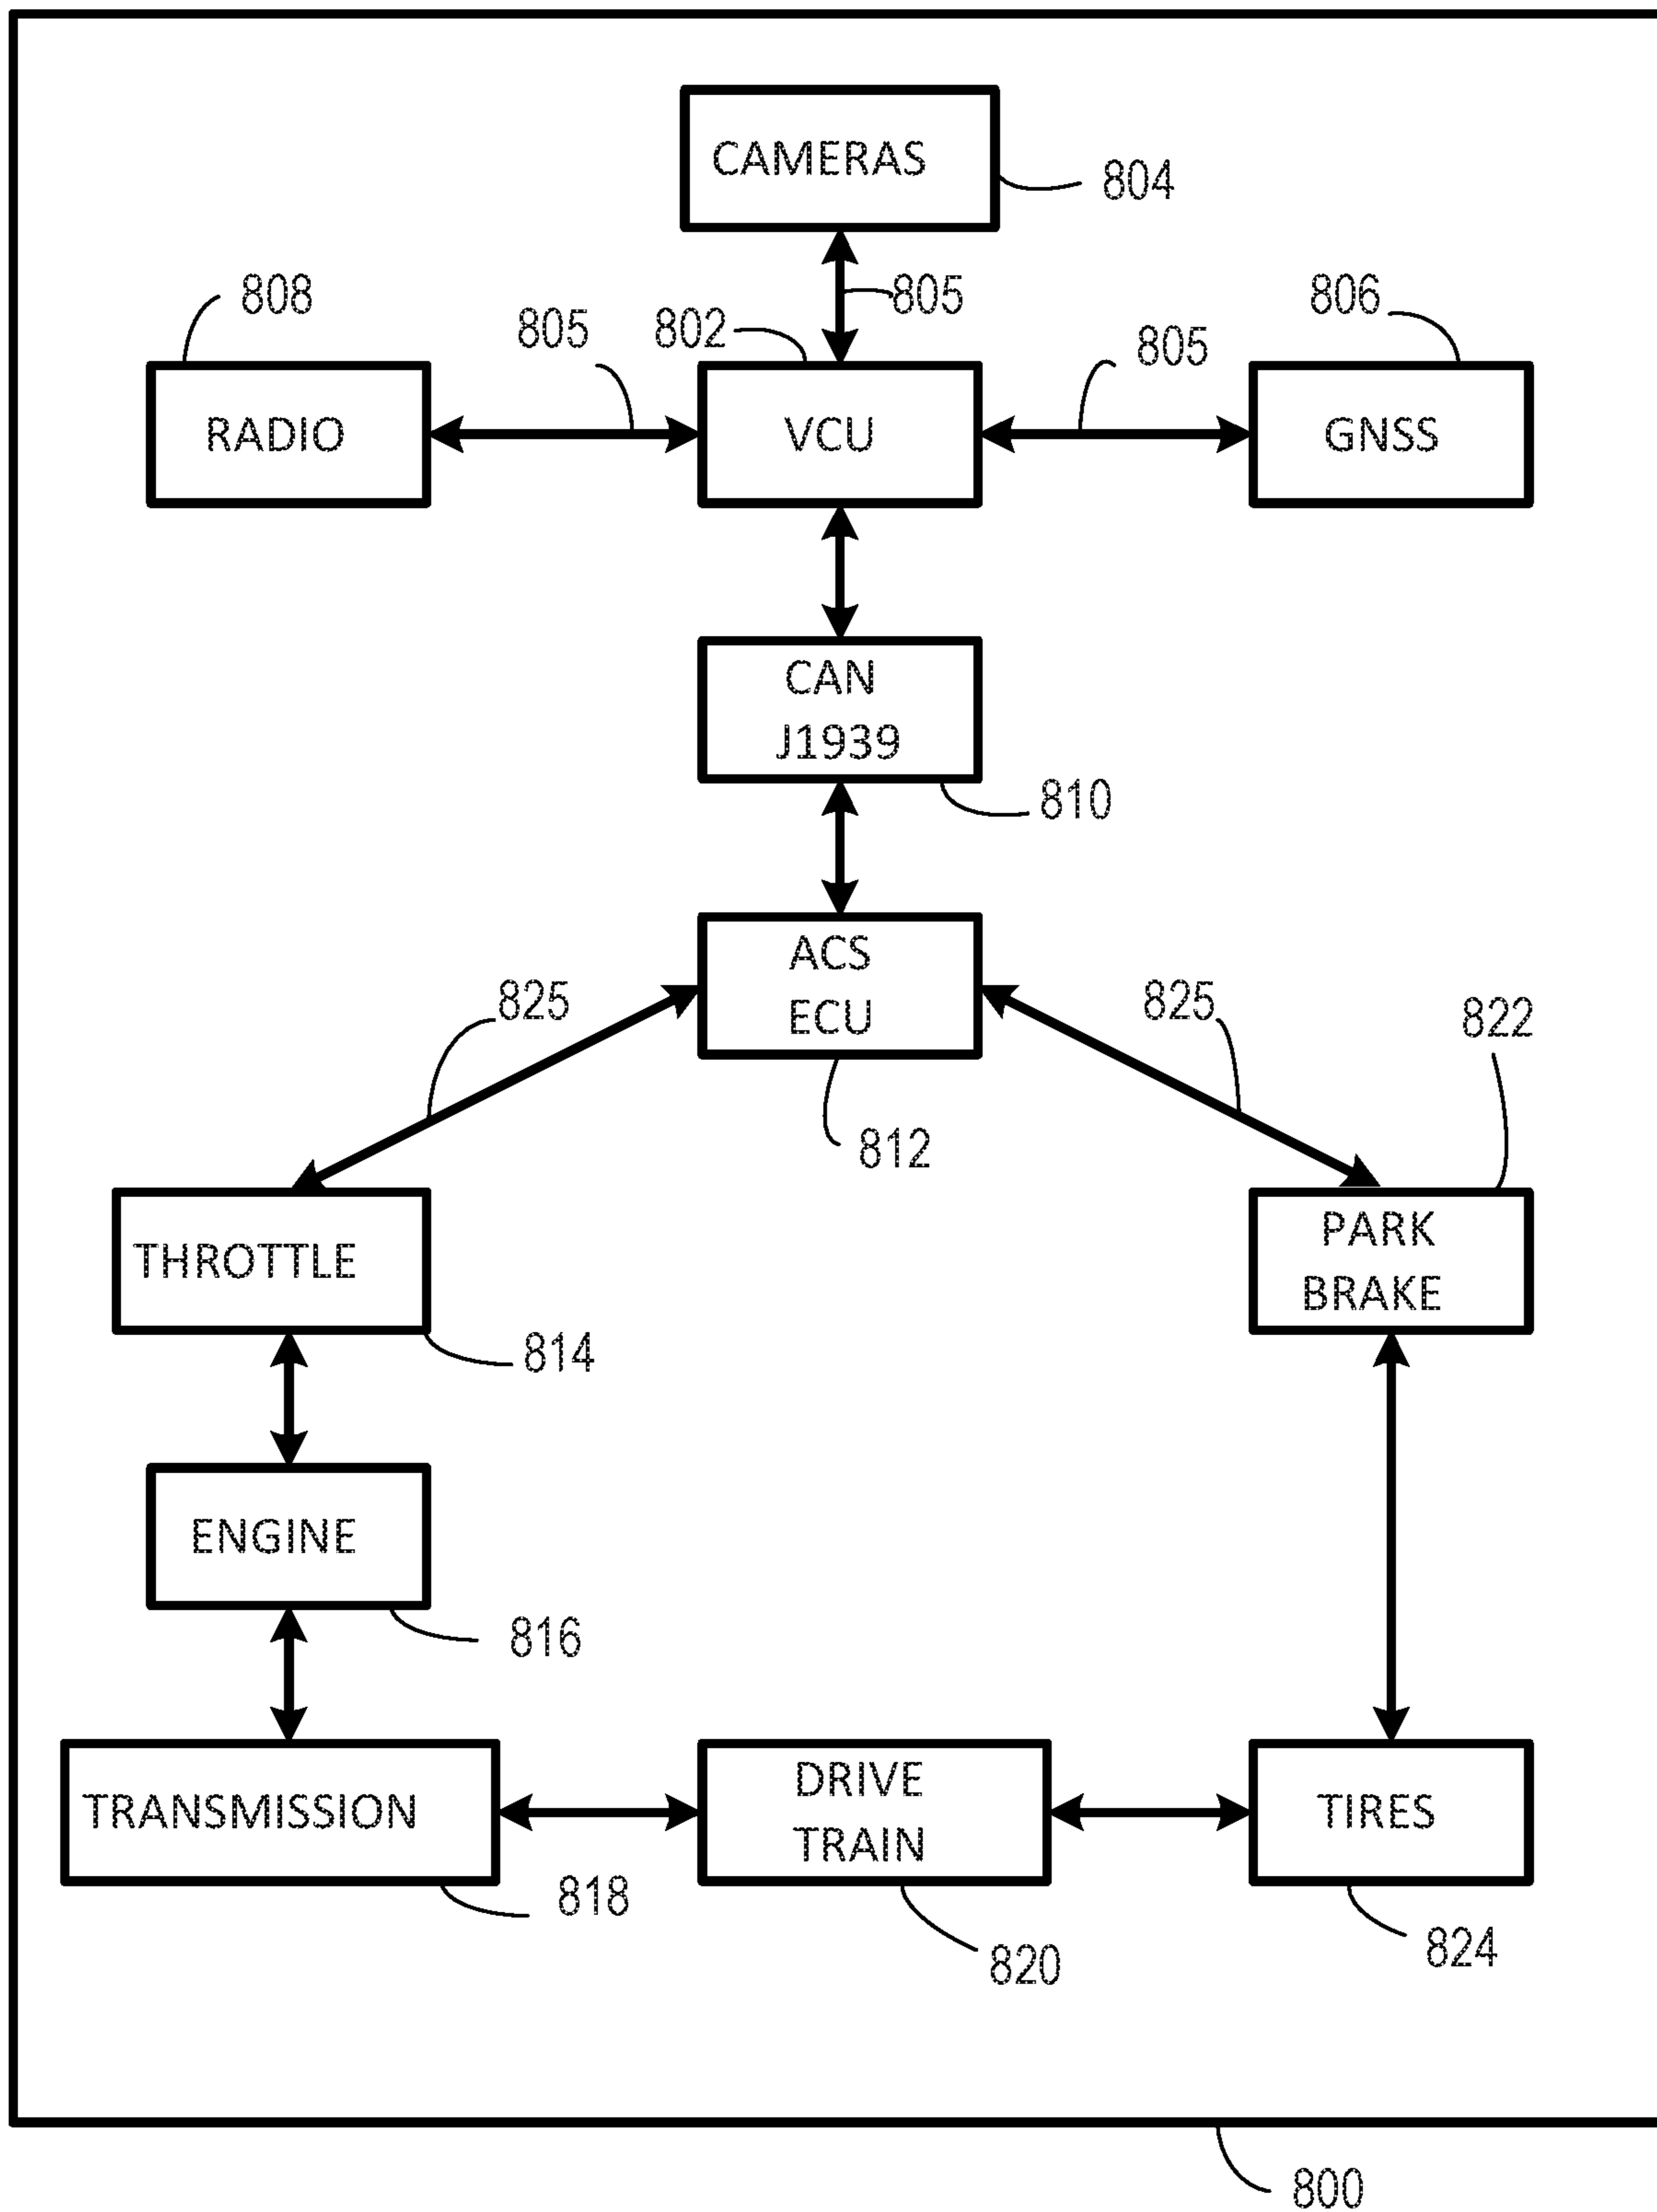 CAMERAS
804
808
805
802
805
805
806
RADIO
VCU
GNSS
CAN
J1939
810
ACS
ECU
825
825
822
812
THROTTLE
PARK
BRAKE
814
ENGINE
816
TRANSMISSION
DRIVE
TRAIN
TIRES
818
820
824
800